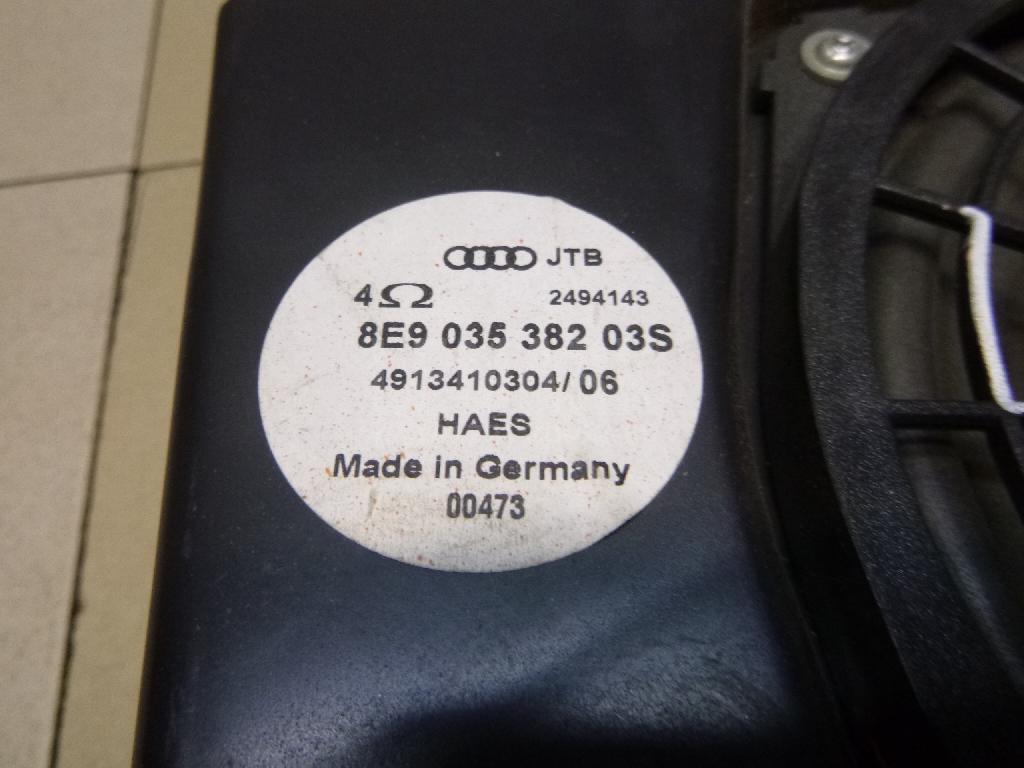 JTB
4Ω 2494143
8E9 035 382 03S
4913410304/06
HAES
Made in Germany
00473